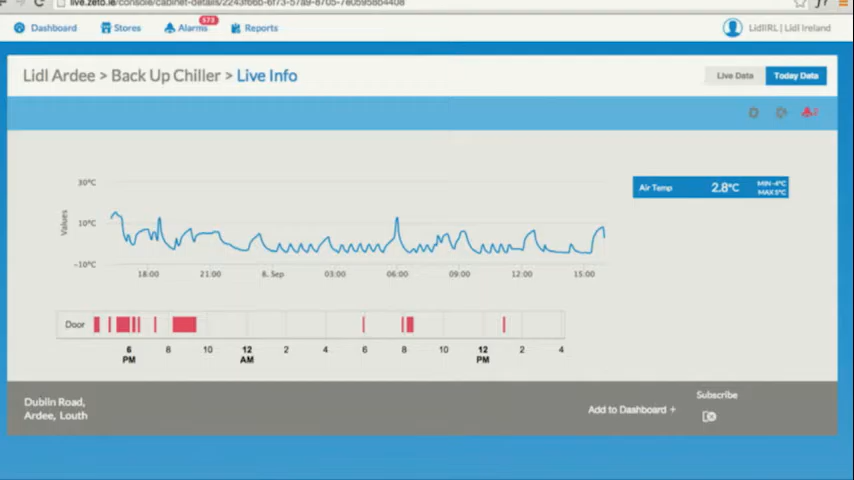 Dashboard
Stores
Alarms
573
Reports
LidlIRL | Lidl Ireland
Lidl Ardee > Back Up Chiller > Live Info
Live Data
Today Data
30°C
10°C
-10°C
Values
18:00 21:00 8. Sep 03:00 06:00 09:00 12:00 15:00
Air Temp 2.8°C MIN -4°C
MAX 5°C
Door
6 PM 8 10 12 AM 2 4 6 8 10 12 PM 2 4
Dublin Road,
Ardee, Louth
Add to Dashboard +
Subscribe